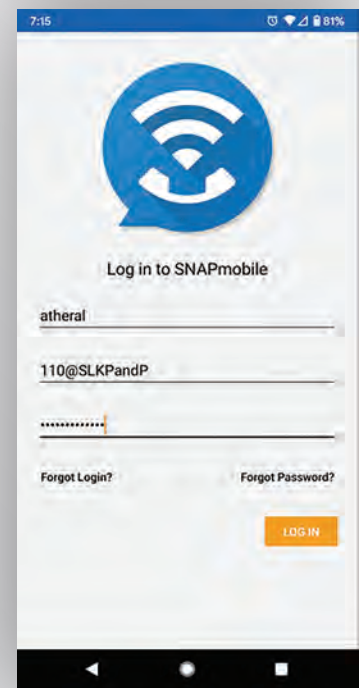 7:15 81%
Log in to SNAPmobile
atheral
110@SLKPandP
•••••••••••••
Forgot Login? Forgot Password?
LOG IN